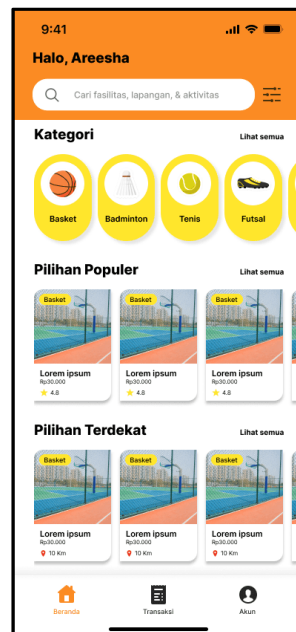 9:41
Halo, Areesha
Cari fasilitas, lapangan, & aktivitas
Kategori
Lihat semua
Basket
Badminton
Tenis
Futsal
Pilihan Populer
Lihat semua
Basket
Basket
Basket
Lorem ipsum
Rp30.000
4.8
Lorem ipsum
Rp30.000
4.8
Lorem ipsum
Rp30.000
4.8
Pilihan Terdekat
Lihat semua
Basket
Basket
Basket
Lorem ipsum
Rp30.000
10 Km
Lorem ipsum
Rp30.000
10 Km
Lorem ipsum
Rp30.000
10 Km
Beranda
Transaksi
Akun